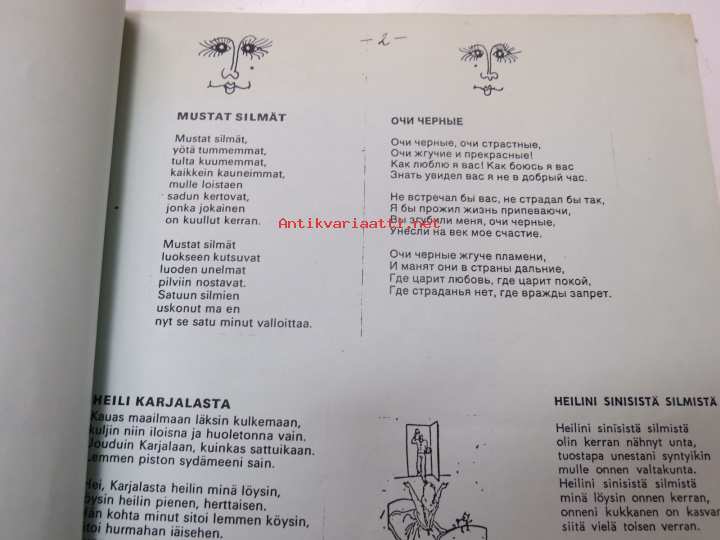 -2-
MUSTAT SILMÄT
Mustat silmät,
yötä tummemmat,
tulta kuumemmat,
kaikkein kauneimmat,
mulle loistaen
sadun kertovat,
jonka jokainen
on kuullut kerran.
Mustat silmät
luokseen kutsuvat
luoden unelmat
pilviin nostavat.
Satuun silmien
uskonut ma en
nyt se satu minut valloittaa.
ОЧИ ЧЕРНЫЕ
Очи черные, очи страстные,
Очи жгучие и прекрасные!
Как люблю я вас! Как боюсь я вас
Знать увидел вас я не в добрый час.
Не встречал бы вас, не страдал бы так,
Я бы прожил жизнь припеваючи,
Вы згубили меня, очи черные,
Унесли на век мое счастие.
Очи черные жгуче пламени,
И манят они в страны дальние,
Где царит любовь, где царит покой,
Где страданья нет, где вражды запрет.
Antikvariaatti.net
HEILI KARJALASTA
Kauas maailmaan läksin kulkemaan,
kuljin niin iloisna ja huoletonna vain.
Jouduin Karjalaan, kuinkas sattuikaan.
Lemmen piston sydämeeni sain.
Hei, Karjalasta heilin minä löysin,
löysin heilin pienen, herttaisen.
Hän kohta minut sitoi lemmen köysin,
toi hurmahan iäisehen.
HEILINI SINISISTÄ SILMISTÄ
Heilini sinisistä silmistä
olin kerran nähnyt unta,
tuostapa unestani syntyikin
mulle onnen valtakunta.
Heilini sinisistä silmistä
minä löysin onnen kerran,
onneni kukkanen on kasvan
siitä vielä toisen verran.